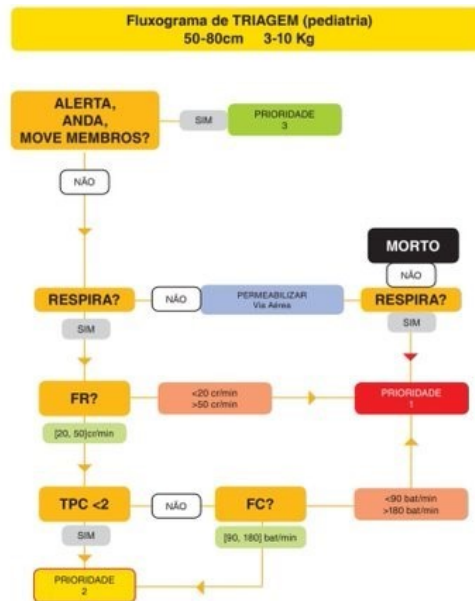 Fluxograma de TRIAGEM (pediatria)
50-80cm 3-10 Kg
ALERTA,
ANDA,
MOVE MEMBROS?
SIM
PRIORIDADE
3
NÃO
MORTO
NÃO
RESPIRA?
NÃO
PERMEABILIZAR
Via Aérea
RESPIRA?
SIM
SIM
FR?
<20 cr/min
>50 cr/min
PRIORIDADE
1
[20, 50]cr/min
TPC <2
NÃO
FC?
<90 bat/min
>180 bat/min
SIM
[90, 180] bat/min
PRIORIDADE
2